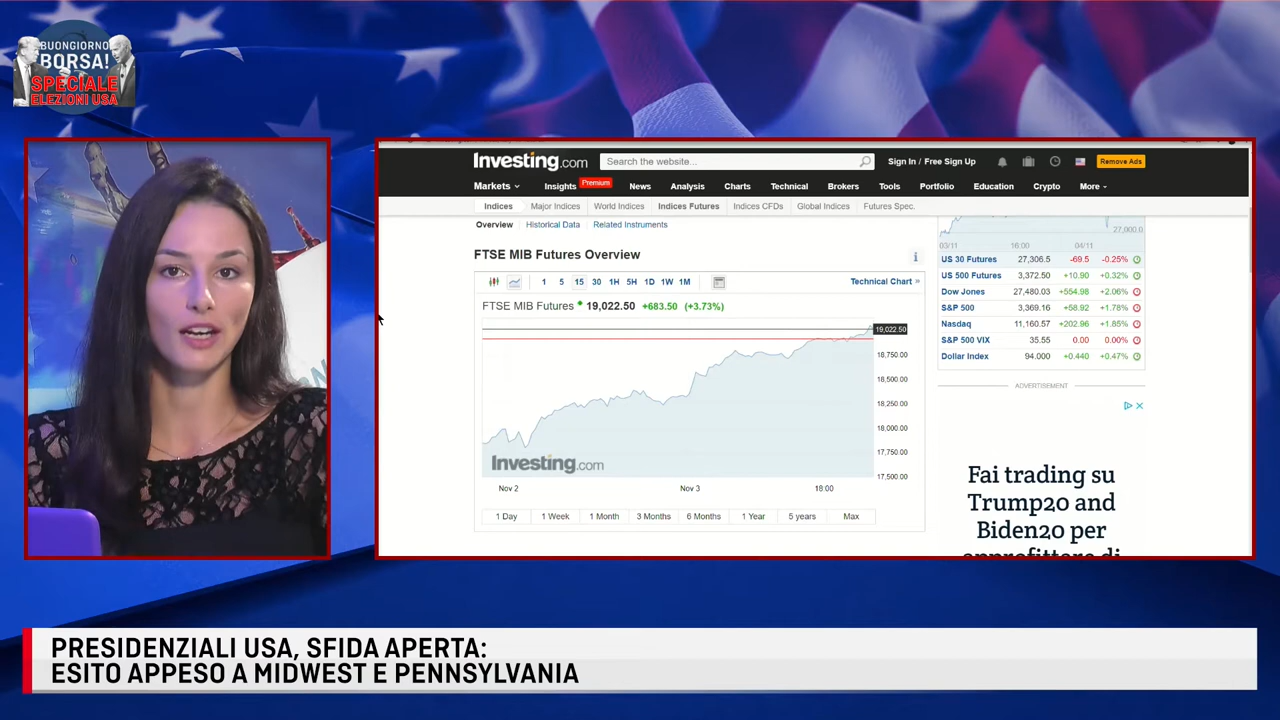 BUONGIORNO
BORSA!
SPECIALE
ELEZIONI USA
Investing.com
Search the website...
Sign In / Free Sign Up
Remove Ads
Markets
Insights
Premium
News
Analysis
Charts
Technical
Brokers
Tools
Portfolio
Education
Crypto
More
Indices
Major Indices
World Indices
Indices Futures
Indices CFDs
Global Indices
Futures Spec.
Overview
Historical Data
Related Instruments
FTSE MIB Futures Overview
1 5 15 30 1H 5H 1D 1W 1M
Technical Chart »
FTSE MIB Futures 19,022.50 +683.50 (+3.73%)
19,022.50
18,750.00
18,500.00
18,250.00
18,000.00
17,750.00
17,500.00
Investing.com
Nov 2 Nov 3 18:00
1 Day 1 Week 1 Month 3 Months 6 Months 1 Year 5 years Max
27,000.0
03/11 16:00 04/11
US 30 Futures 27,306.5 -69.5 -0.25%
US 500 Futures 3,372.50 +10.90 +0.32%
Dow Jones 27,480.03 +554.98 +2.06%
S&P 500 3,369.16 +58.92 +1.78%
Nasdaq 11,160.57 +202.96 +1.85%
S&P 500 VIX 35.55 0.00 0.00%
Dollar Index 94.000 +0.440 +0.47%
ADVERTISEMENT
Fai trading su
Trump20 and
Biden20 per
approfittare di
PRESIDENZIALI USA, SFIDA APERTA:
ESITO APPESO A MIDWEST E PENNSYLVANIA